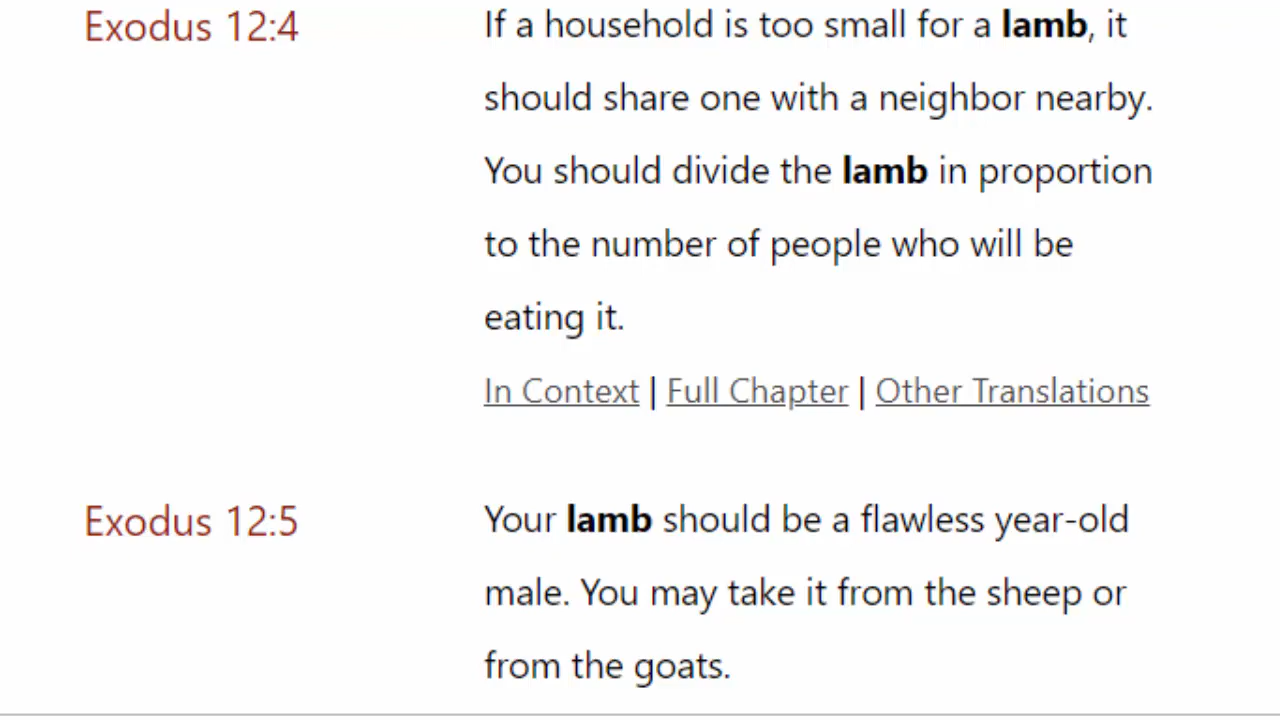 Exodus 12:4
If a household is too small for a lamb, it
should share one with a neighbor nearby.
You should divide the lamb in proportion
to the number of people who will be
eating it.
In Context | Full Chapter | Other Translations
Exodus 12:5
Your lamb should be a flawless year-old
male. You may take it from the sheep or
from the goats.